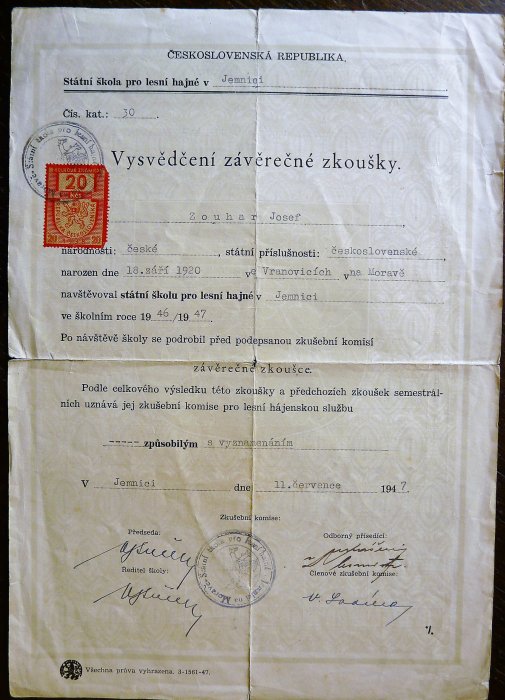 ČESKOSLOVENSKÁ REPUBLIKA.
Státní škola pro lesní hajné v Jemnici
Čís. kat.: 30
Vysvědčení závěrečné zkoušky.
KOLKOVÁ ZNÁMKA
20
Kčs
Zouhar Josef
národnosti: české, státní příslušnosti: československé
narozen dne 18.září 1920 ve Vranovicích v na Moravě
navštěvoval státní školu pro lesní hajné v Jemnici
ve školním roce 1946/1947.
Po návštěvě školy se podrobil před podepsanou zkušební komisí
závěrečné zkoušce.
Podle celkového výsledku této zkoušky a předchozích zkoušek semestrál-
ních uznává jej zkušební komise pro lesní hájenskou službu
----- způsobilým s vyznamenáním
V Jemnici dne 11.července 1947
Zkušební komise:
Předseda:
Odborný přísedící:
Ředitel školy:
Členové zkušební komise:
Všechna práva vyhrazena. 3-1561-47.